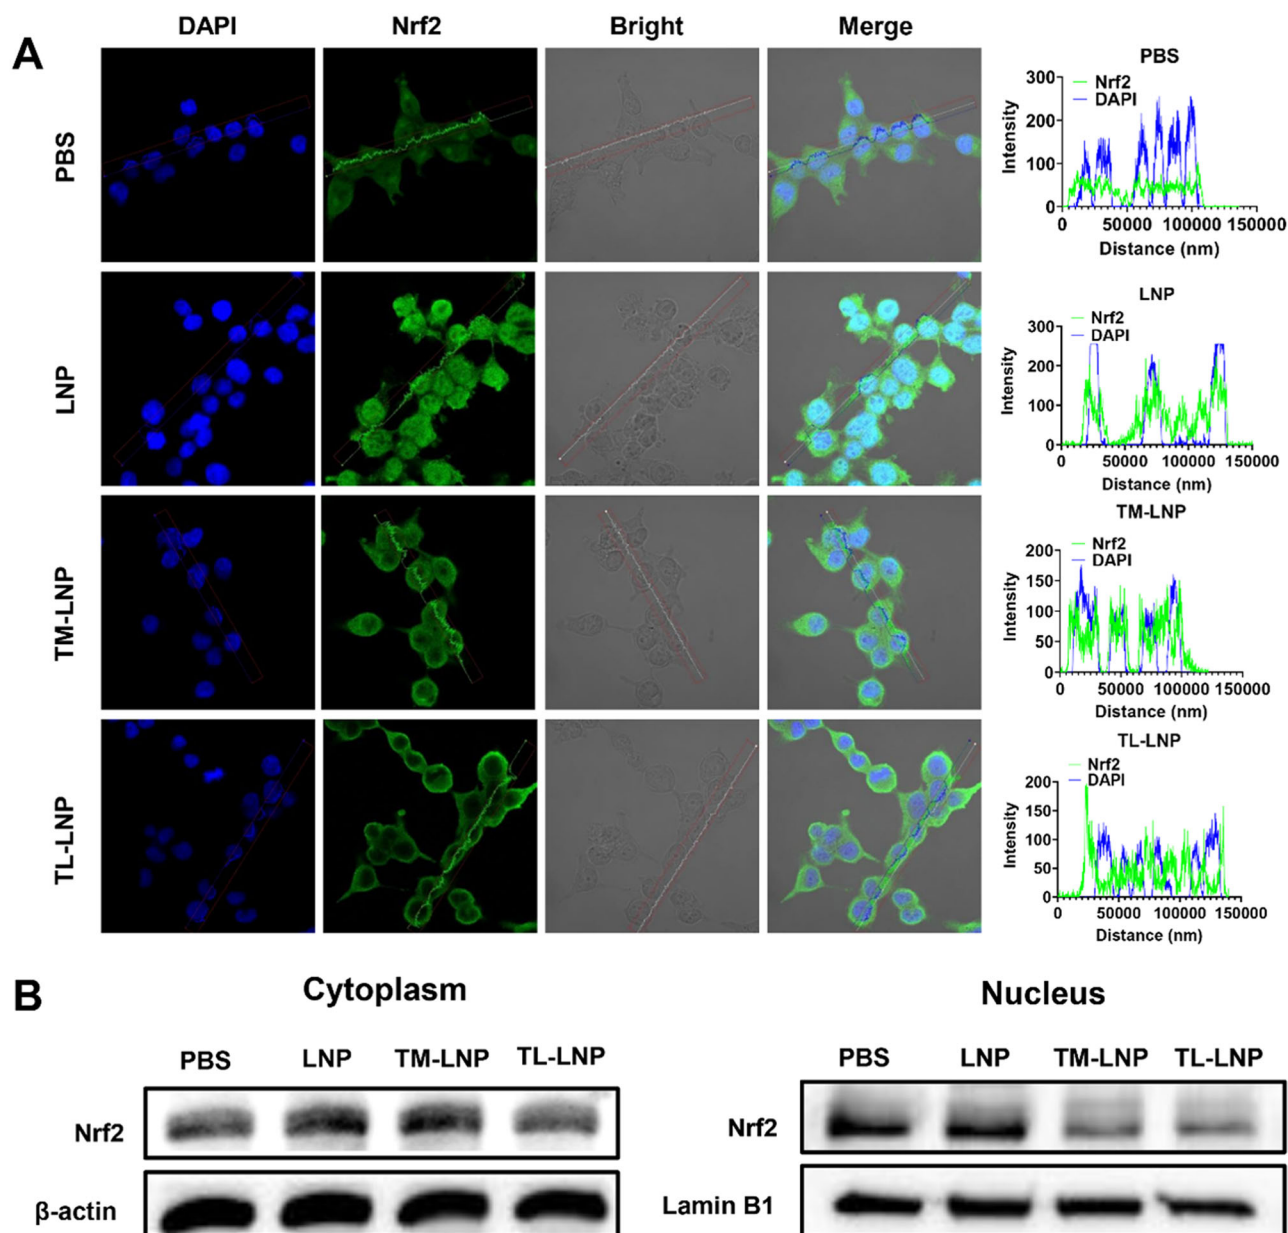 A
DAPI Nrf2 Bright Merge
PBS
PBS
Nrf2
DAPI
300
200
100
0
Intensity
0 50000 100000 150000
Distance (nm)
LNP
LNP
Nrf2
DAPI
300
200
100
0
Intensity
0 50000 100000 150000
Distance (nm)
TM-LNP
TM-LNP
Nrf2
DAPI
200
150
100
50
0
Intensity
0 50000 100000 150000
Distance (nm)
TL-LNP
TL-LNP
Nrf2
DAPI
200
150
100
50
0
Intensity
0 50000 100000 150000
Distance (nm)
B
Cytoplasm
PBS LNP TM-LNP TL-LNP
Nrf2
β-actin
Nucleus
PBS LNP TM-LNP TL-LNP
Nrf2
Lamin B1